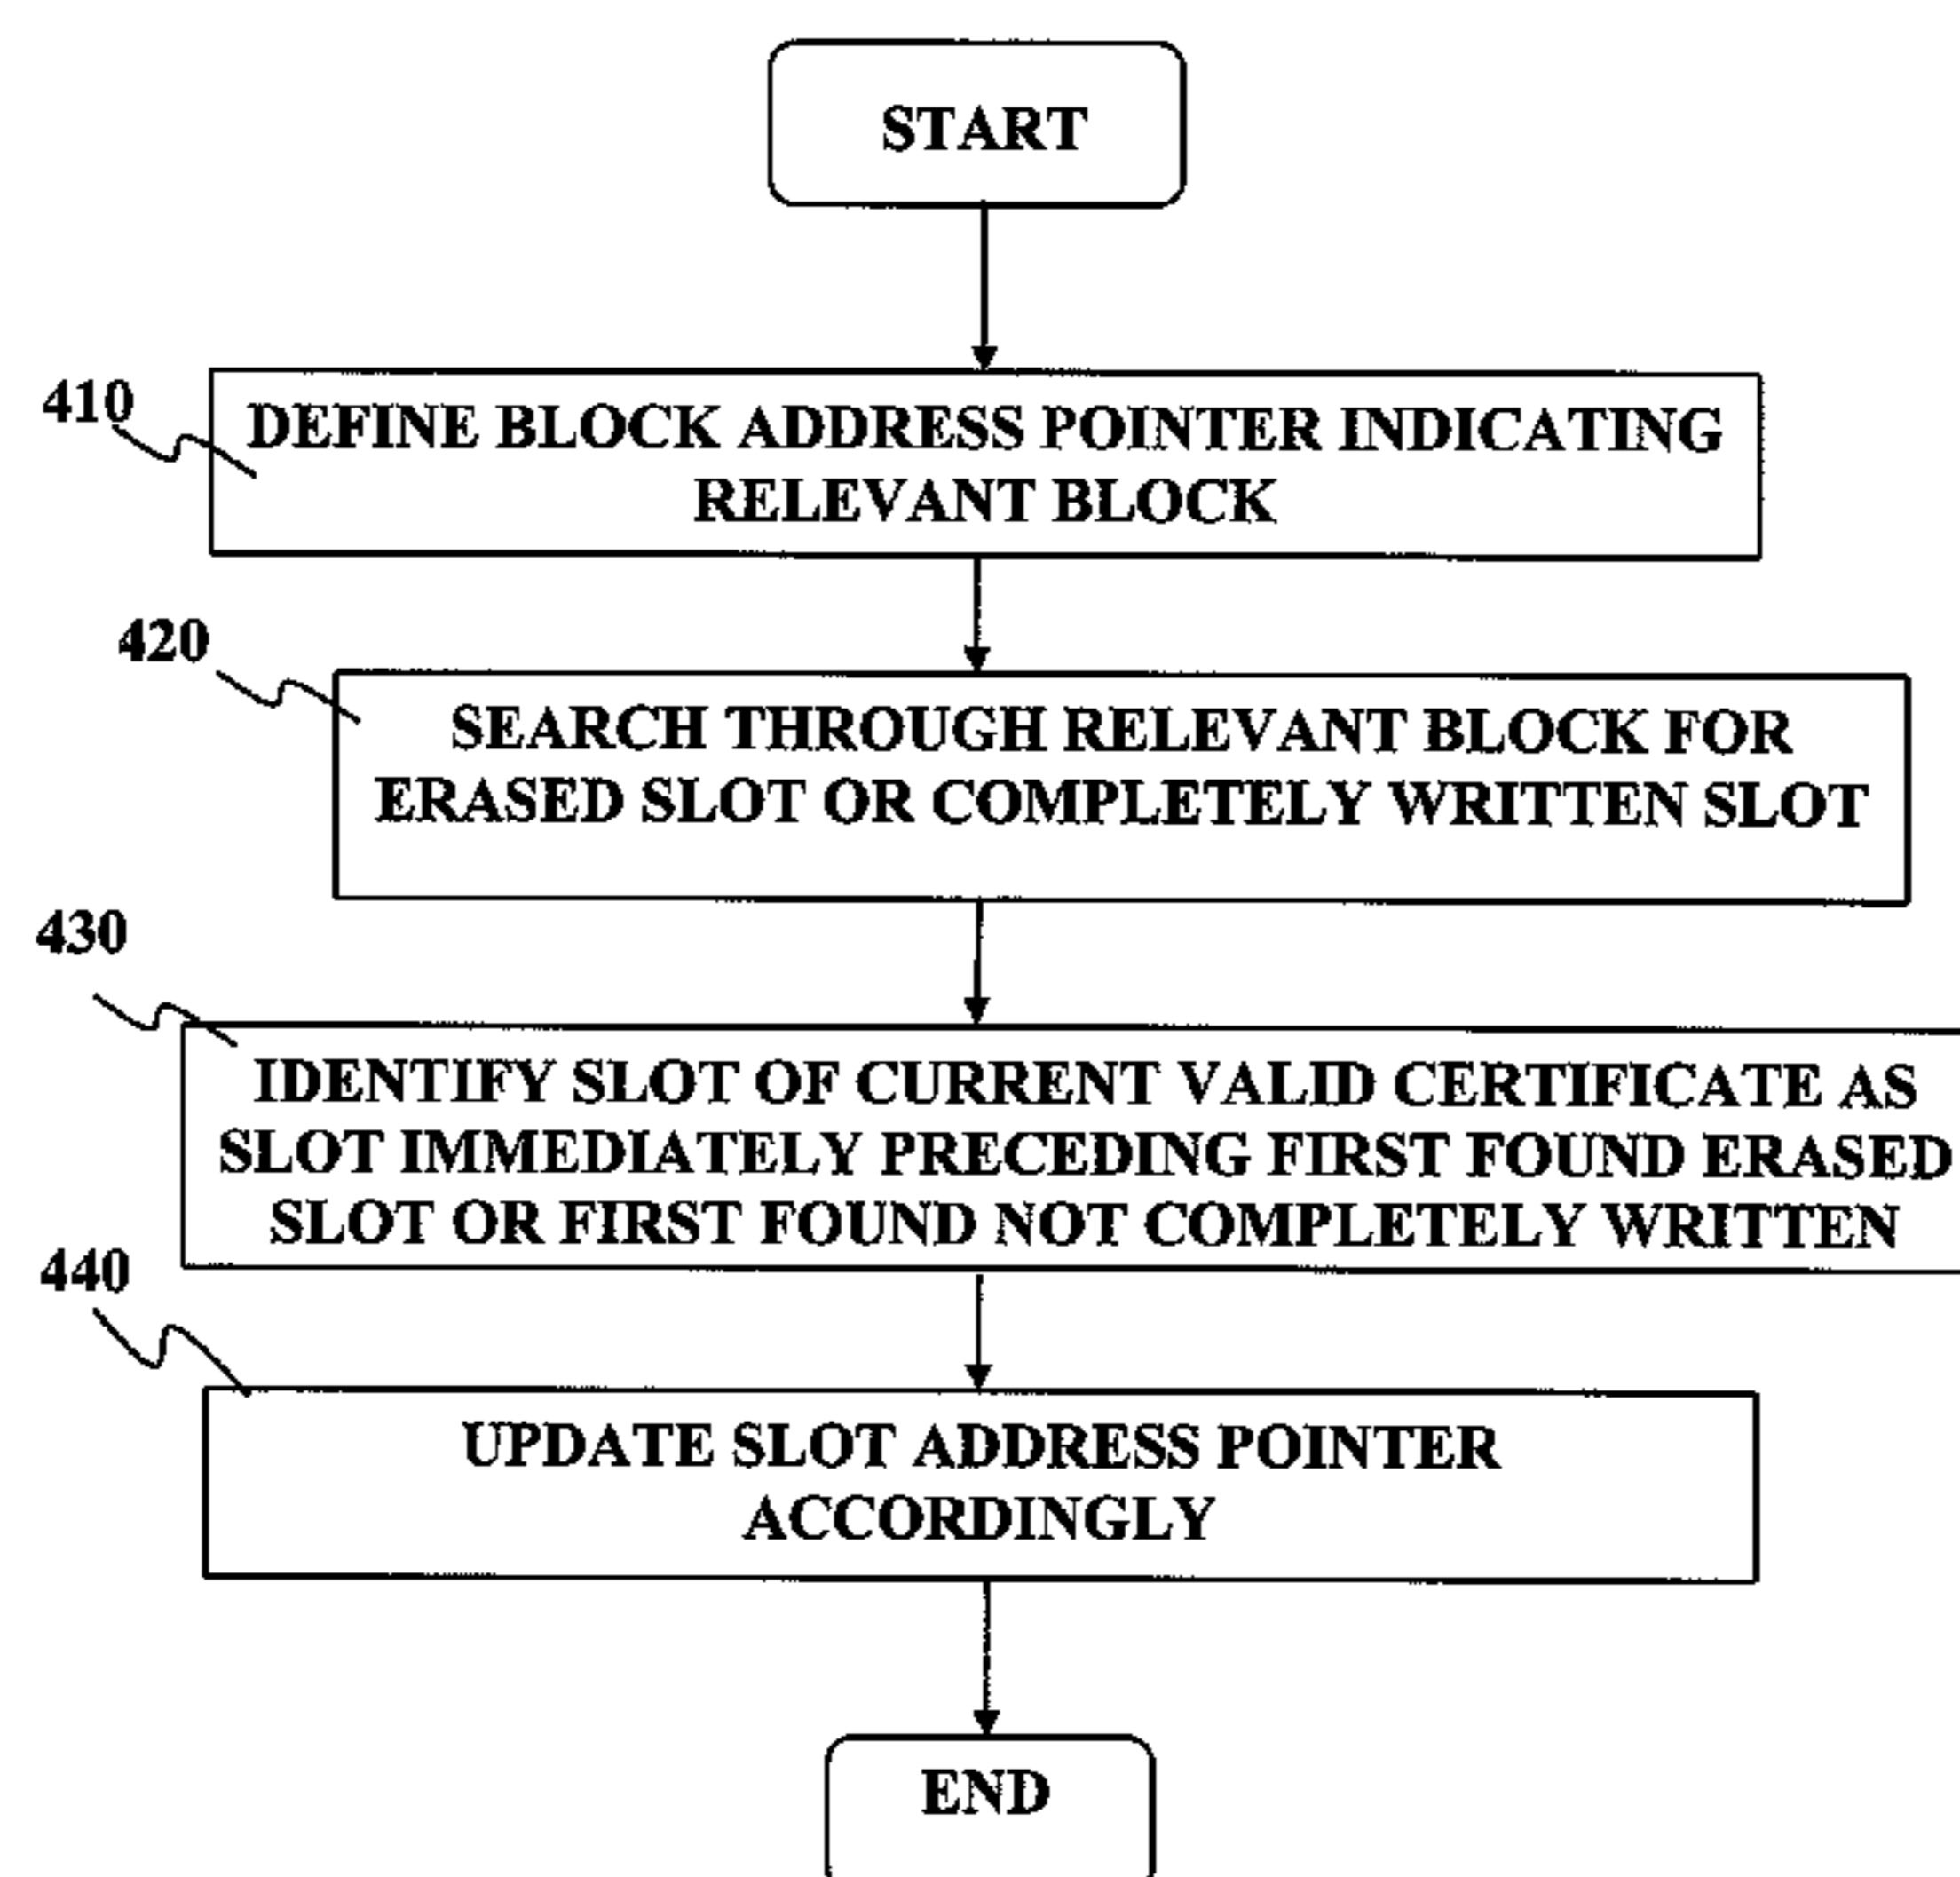 START
410
DEFINE BLOCK ADDRESS POINTER INDICATING
RELEVANT BLOCK
420
SEARCH THROUGH RELEVANT BLOCK FOR
ERASED SLOT OR COMPLETELY WRITTEN SLOT
430
IDENTIFY SLOT OF CURRENT VALID CERTIFICATE AS
SLOT IMMEDIATELY PRECEDING FIRST FOUND ERASED
SLOT OR FIRST FOUND NOT COMPLETELY WRITTEN
440
UPDATE SLOT ADDRESS POINTER
ACCORDINGLY
END